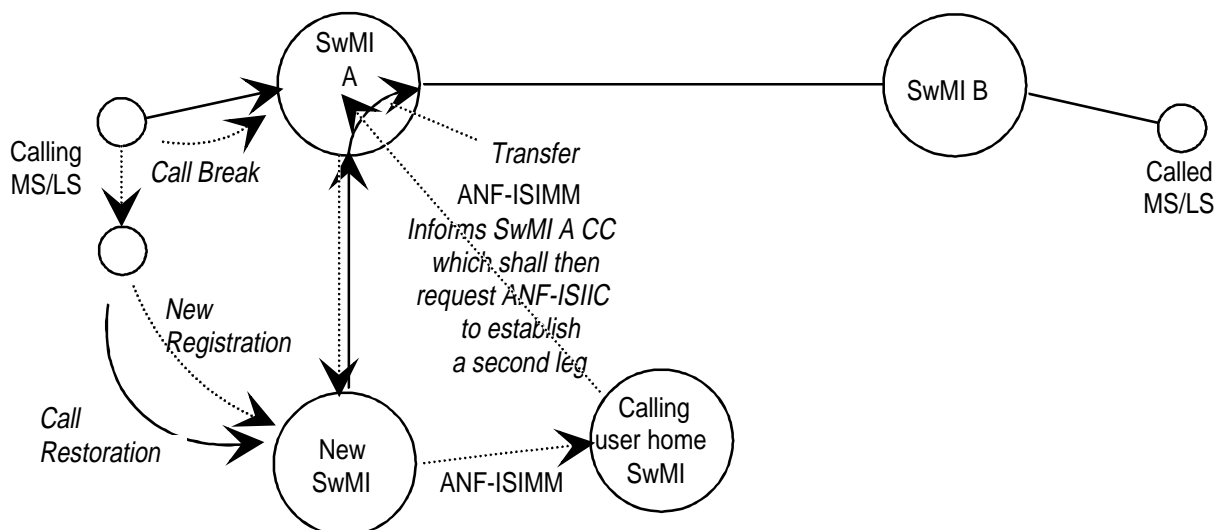 SwMI
A
SwMI B
Calling
MS/LS
Call Break
Transfer
Called
MS/LS
ANF-ISIMM
Informs SwMI A CC
which shall then
request ANF-ISIIC
to establish
a second leg
New
Registration
Call
Restoration
New
SwMI
ANF-ISIMM
Calling
user home
SwMI